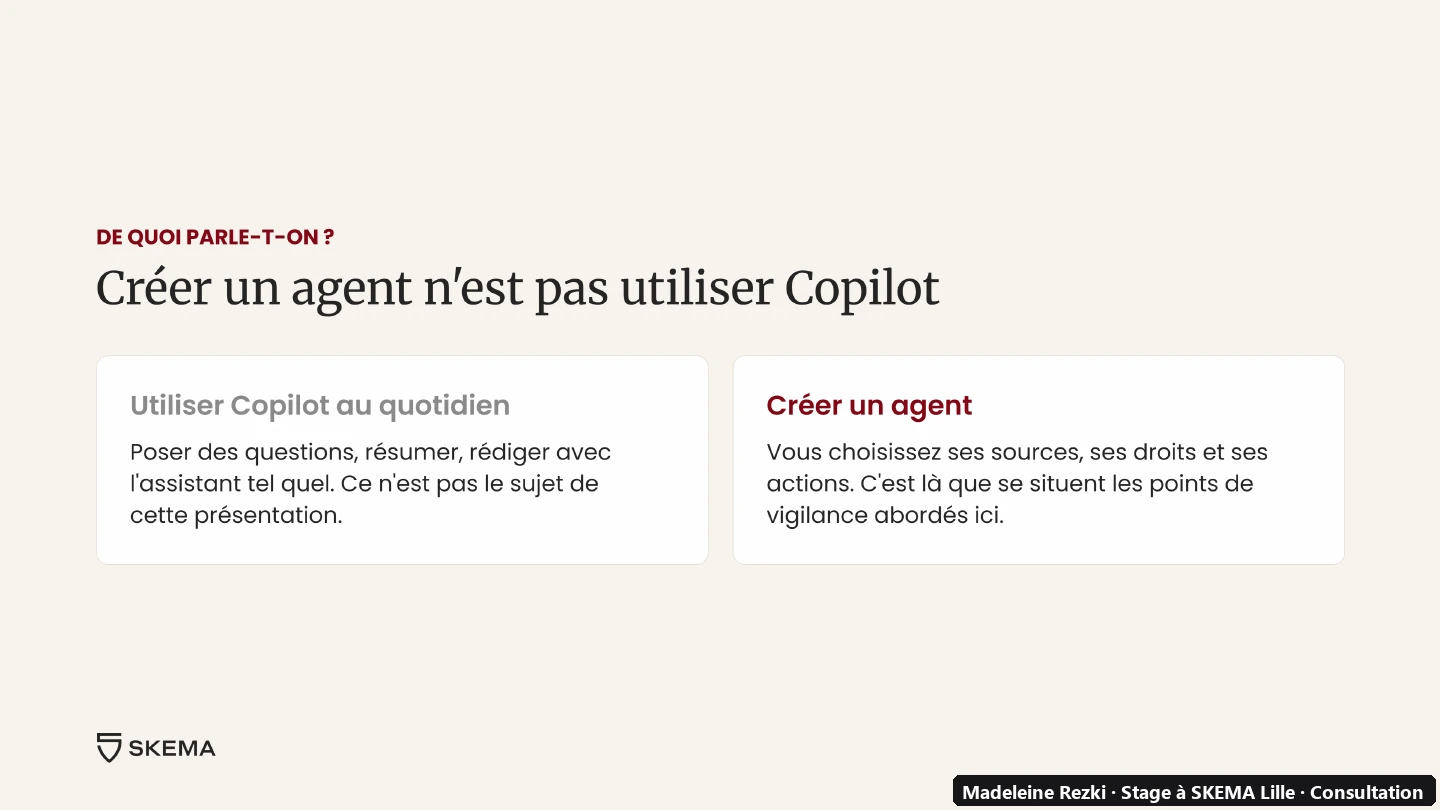 DE QUOI PARLE-T-ON ?
Créer un agent n'est pas utiliser Copilot
Utiliser Copilot au quotidien
Poser des questions, résumer, rédiger avec
l'assistant tel quel. Ce n'est pas le sujet de
cette présentation.
Créer un agent
Vous choisissez ses sources, ses droits et ses
actions. C'est là que se situent les points de
vigilance abordés ici.
SKEMA
Madeleine Rezki · Stage à SKEMA Lille · Consultation